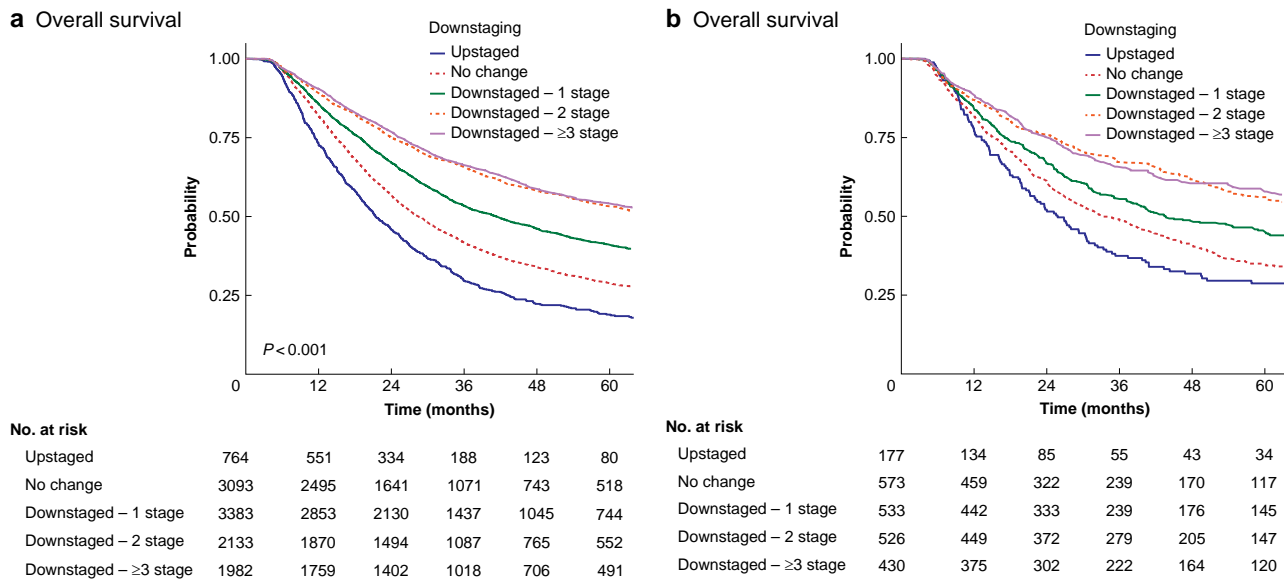 a Overall survival
Downstaging
Upstaged
No change
Downstaged – 1 stage
Downstaged – 2 stage
Downstaged – ≥3 stage
Probability
1.00
0.75
0.50
0.25
0
P < 0.001
12 24 36 48 60
Time (months)
No. at risk
Upstaged 764 551 334 188 123 80
No change 3093 2495 1641 1071 743 518
Downstaged – 1 stage 3383 2853 2130 1437 1045 744
Downstaged – 2 stage 2133 1870 1494 1087 765 552
Downstaged – ≥3 stage 1982 1759 1402 1018 706 491
b Overall survival
Downstaging
Upstaged
No change
Downstaged – 1 stage
Downstaged – 2 stage
Downstaged – ≥3 stage
Probability
1.00
0.75
0.50
0.25
0
12 24 36 48 60
Time (months)
No. at risk
Upstaged 177 134 85 55 43 34
No change 573 459 322 239 170 117
Downstaged – 1 stage 533 442 333 239 176 145
Downstaged – 2 stage 526 449 372 279 205 147
Downstaged – ≥3 stage 430 375 302 222 164 120